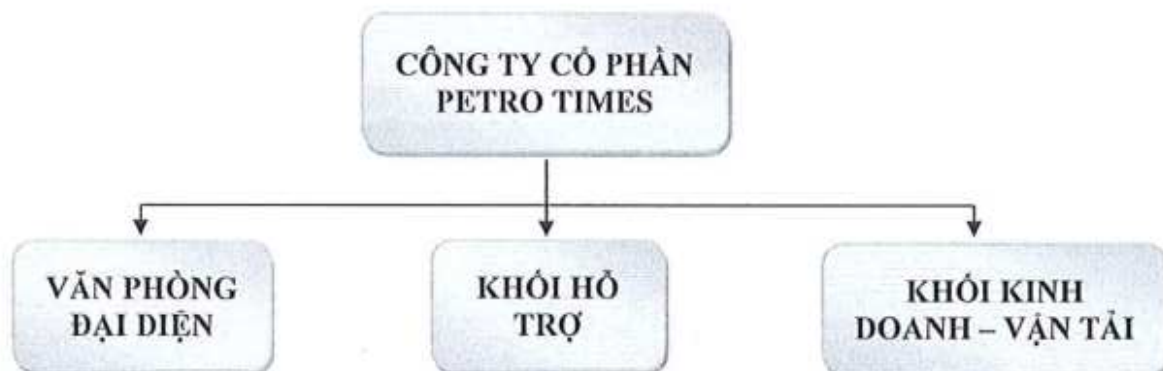 CÔNG TY CỔ PHẦN
PETRO TIMES
VĂN PHÒNG
ĐẠI DIỆN
KHỐI HỖ
TRỢ
KHỐI KINH
DOANH – VẬN TẢI